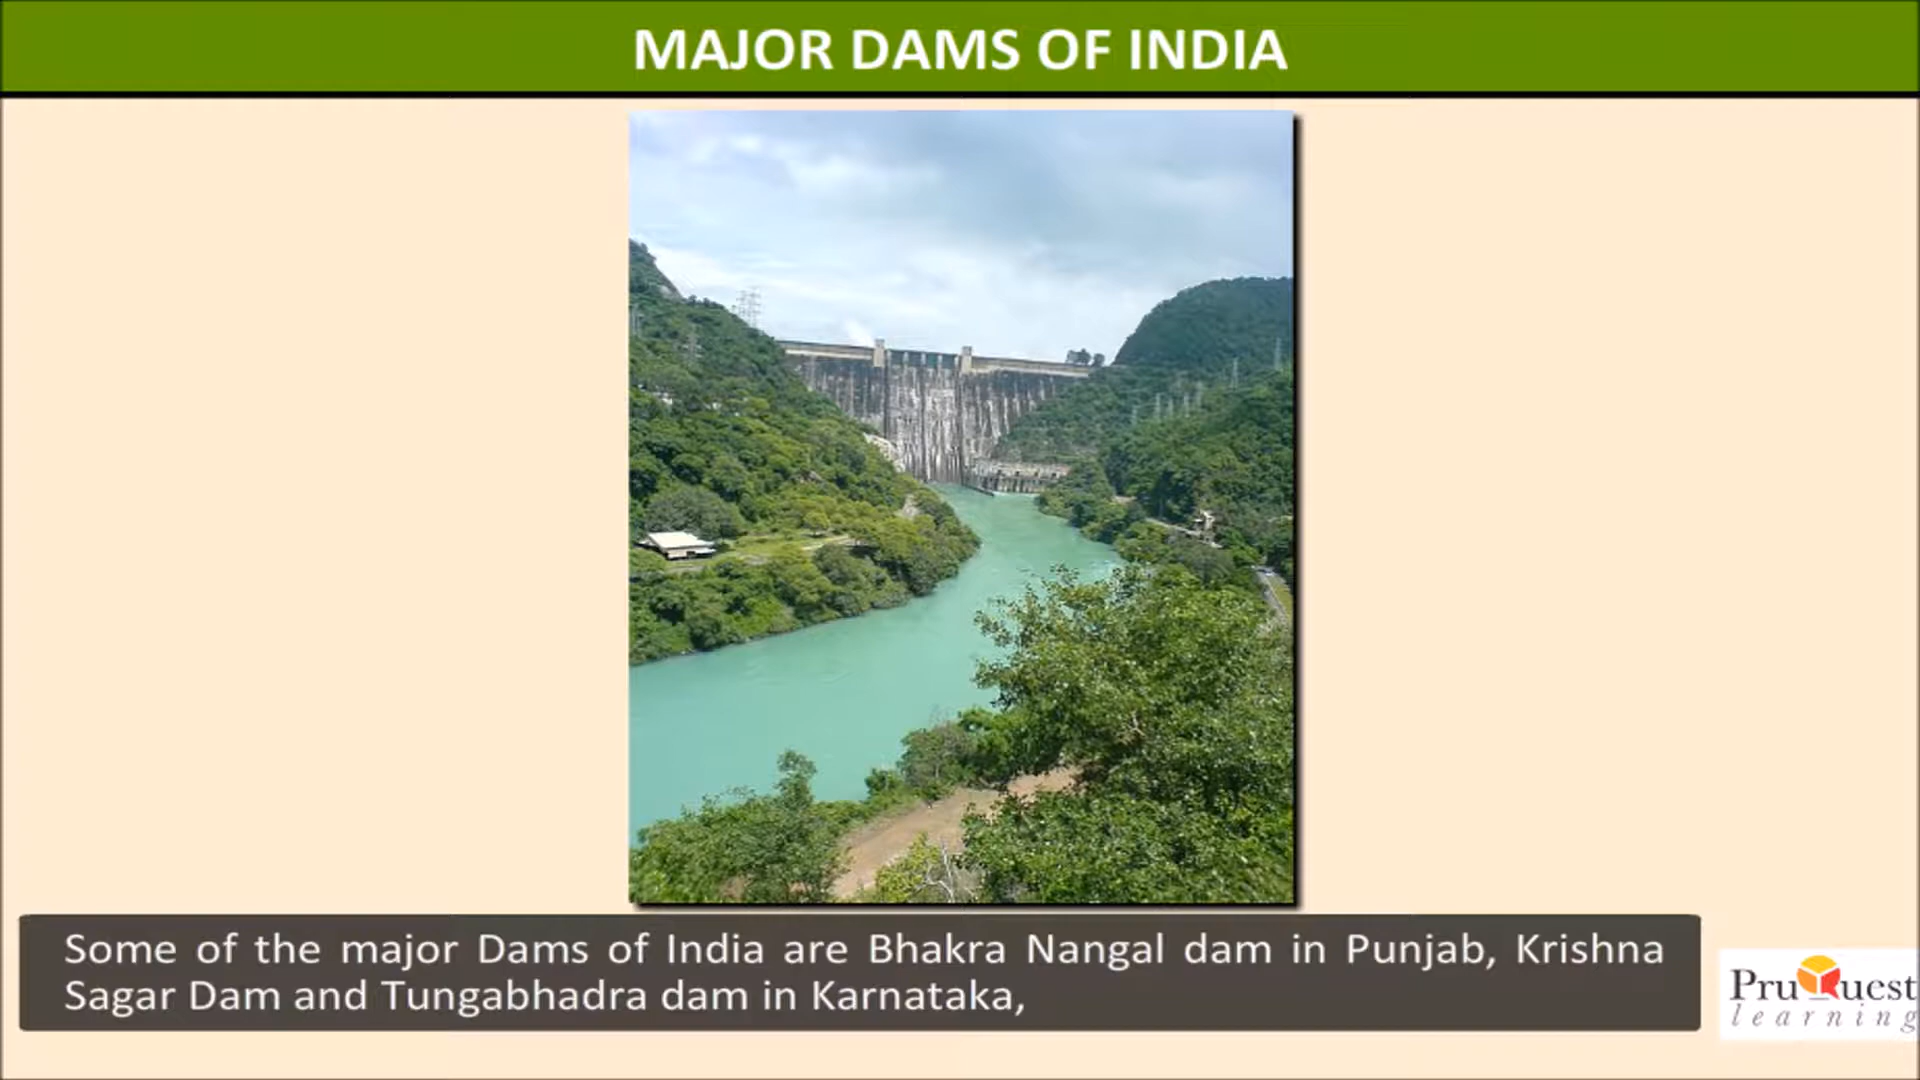 MAJOR DAMS OF INDIA
Some of the major Dams of India are Bhakra Nangal dam in Punjab, Krishna
Sagar Dam and Tungabhadra dam in Karnataka,
PruQuest
learning